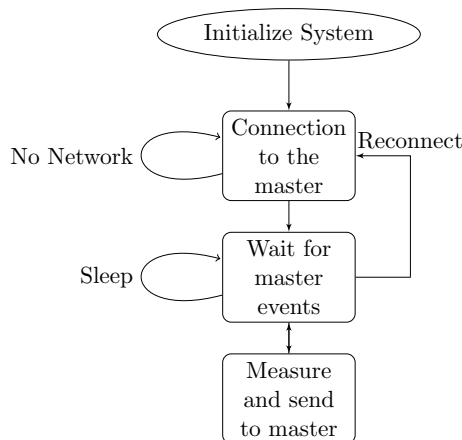 Initialize System
Connection
to the
master
Reconnect
No Network
Wait for
master
events
Sleep
Measure
and send
to master